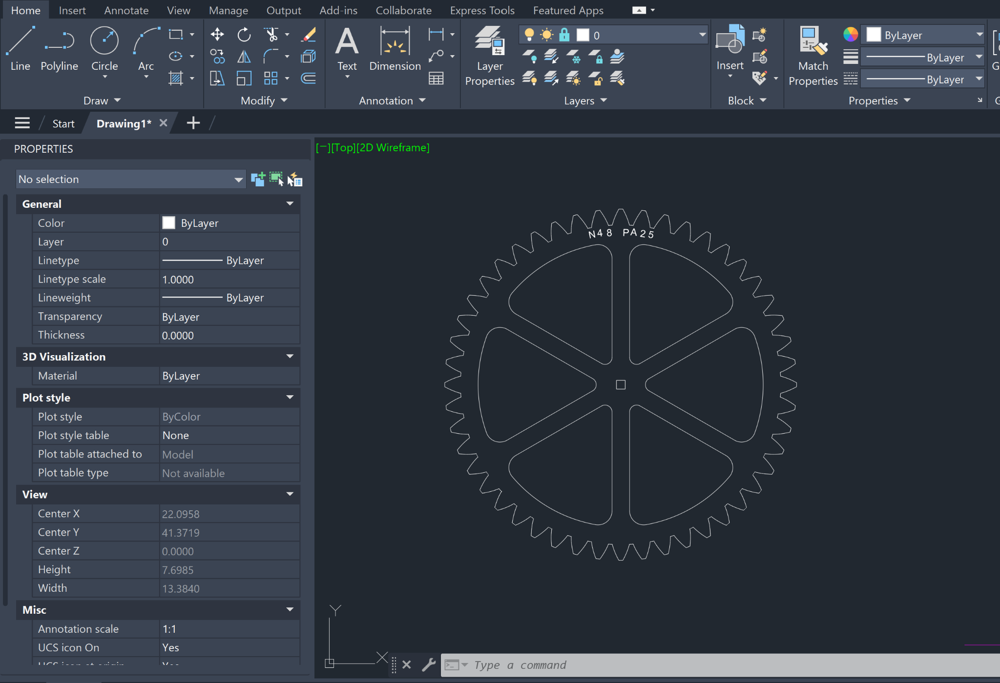 Home Insert Annotate View Manage Output Add-ins Collaborate Express Tools Featured Apps
Line Polyline Circle Arc
Draw
Modify
Text Dimension
Annotation
Layer Properties
0
Layers
Insert
Block
Match Properties
ByLayer
ByLayer
ByLayer
Properties
Start Drawing1*
PROPERTIES
No selection
General
Color ByLayer
Layer 0
Linetype ByLayer
Linetype scale 1.0000
Lineweight ByLayer
Transparency ByLayer
Thickness 0.0000
3D Visualization
Material ByLayer
Plot style
Plot style ByColor
Plot style table None
Plot table attached to Model
Plot table type Not available
View
Center X 22.0958
Center Y 41.3719
Center Z 0.0000
Height 7.6985
Width 13.3840
Misc
Annotation scale 1:1
UCS icon On Yes
[−][Top][2D Wireframe]
N48 PA25
Y
X
Type a command